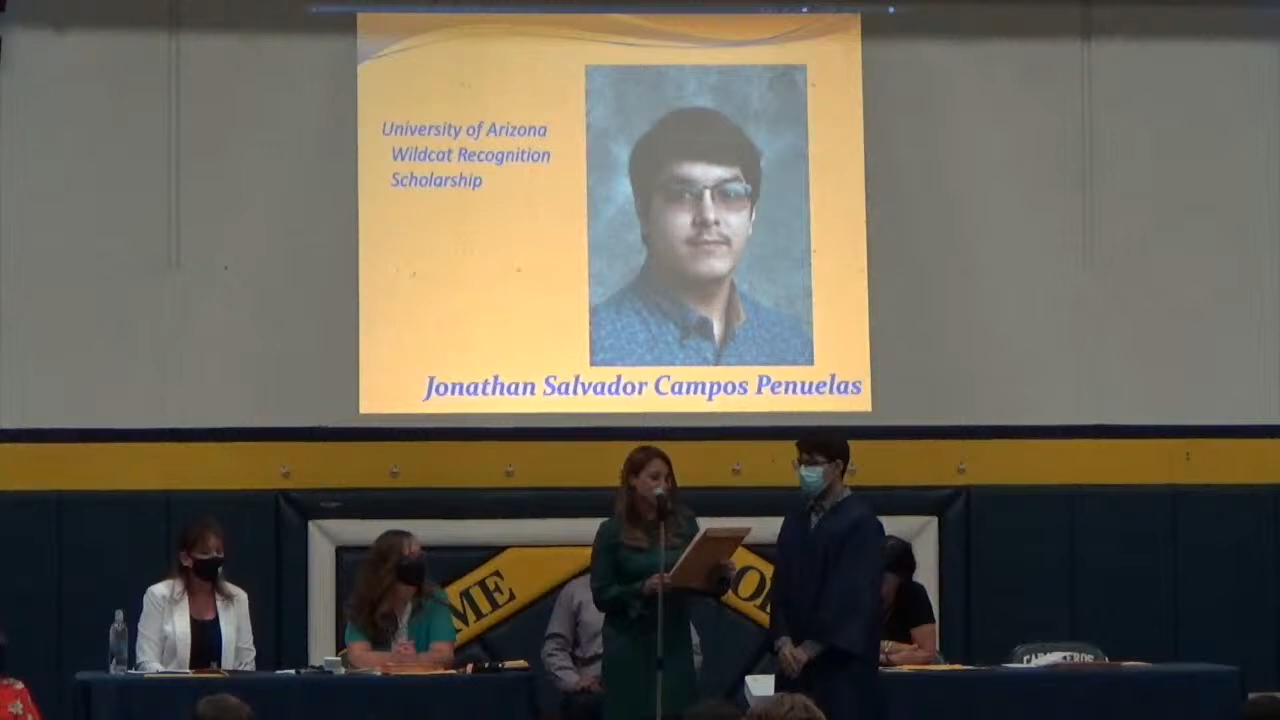 University of Arizona
Wildcat Recognition
Scholarship
Jonathan Salvador Campos Penuelas